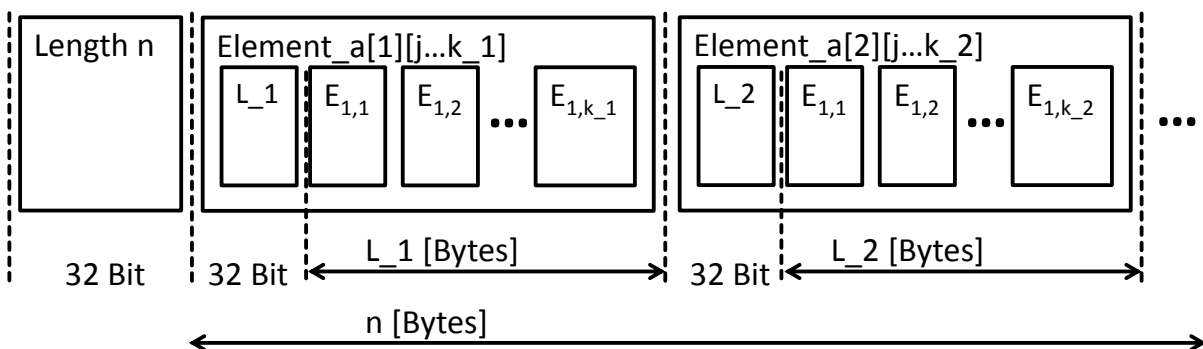 Length n
Element_a[1][j...k_1]
L_1 E1,1 E1,2 ... E1,k_1
Element_a[2][j...k_2]
L_2 E1,1 E1,2 ... E1,k_2
...
32 Bit
32 Bit
L_1 [Bytes]
32 Bit
L_2 [Bytes]
n [Bytes]